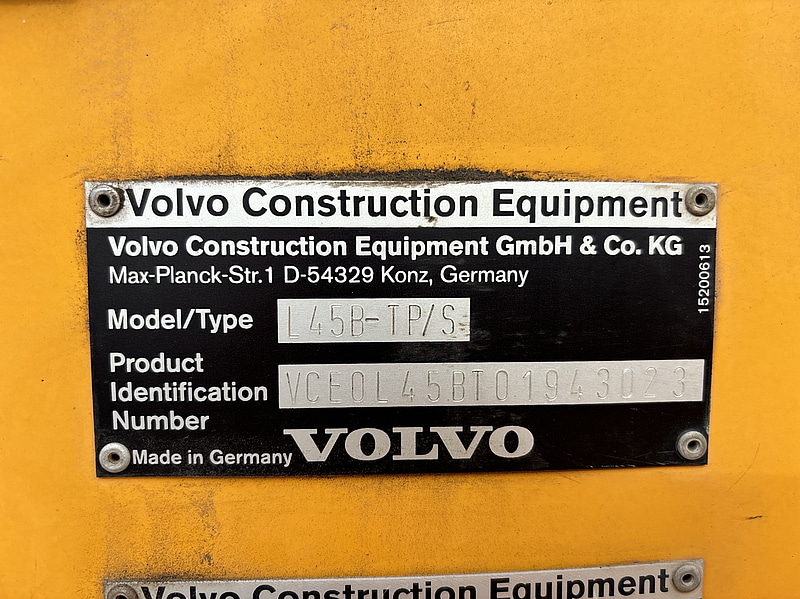 Volvo Construction Equipment
Volvo Construction Equipment GmbH & Co. KG
Max-Planck-Str.1 D-54329 Konz, Germany
15200613
Model/Type L45B-TP/S
Product
Identification VCE0L45BT01943023
Number
Made in Germany VOLVO
Volvo Construction Equipment